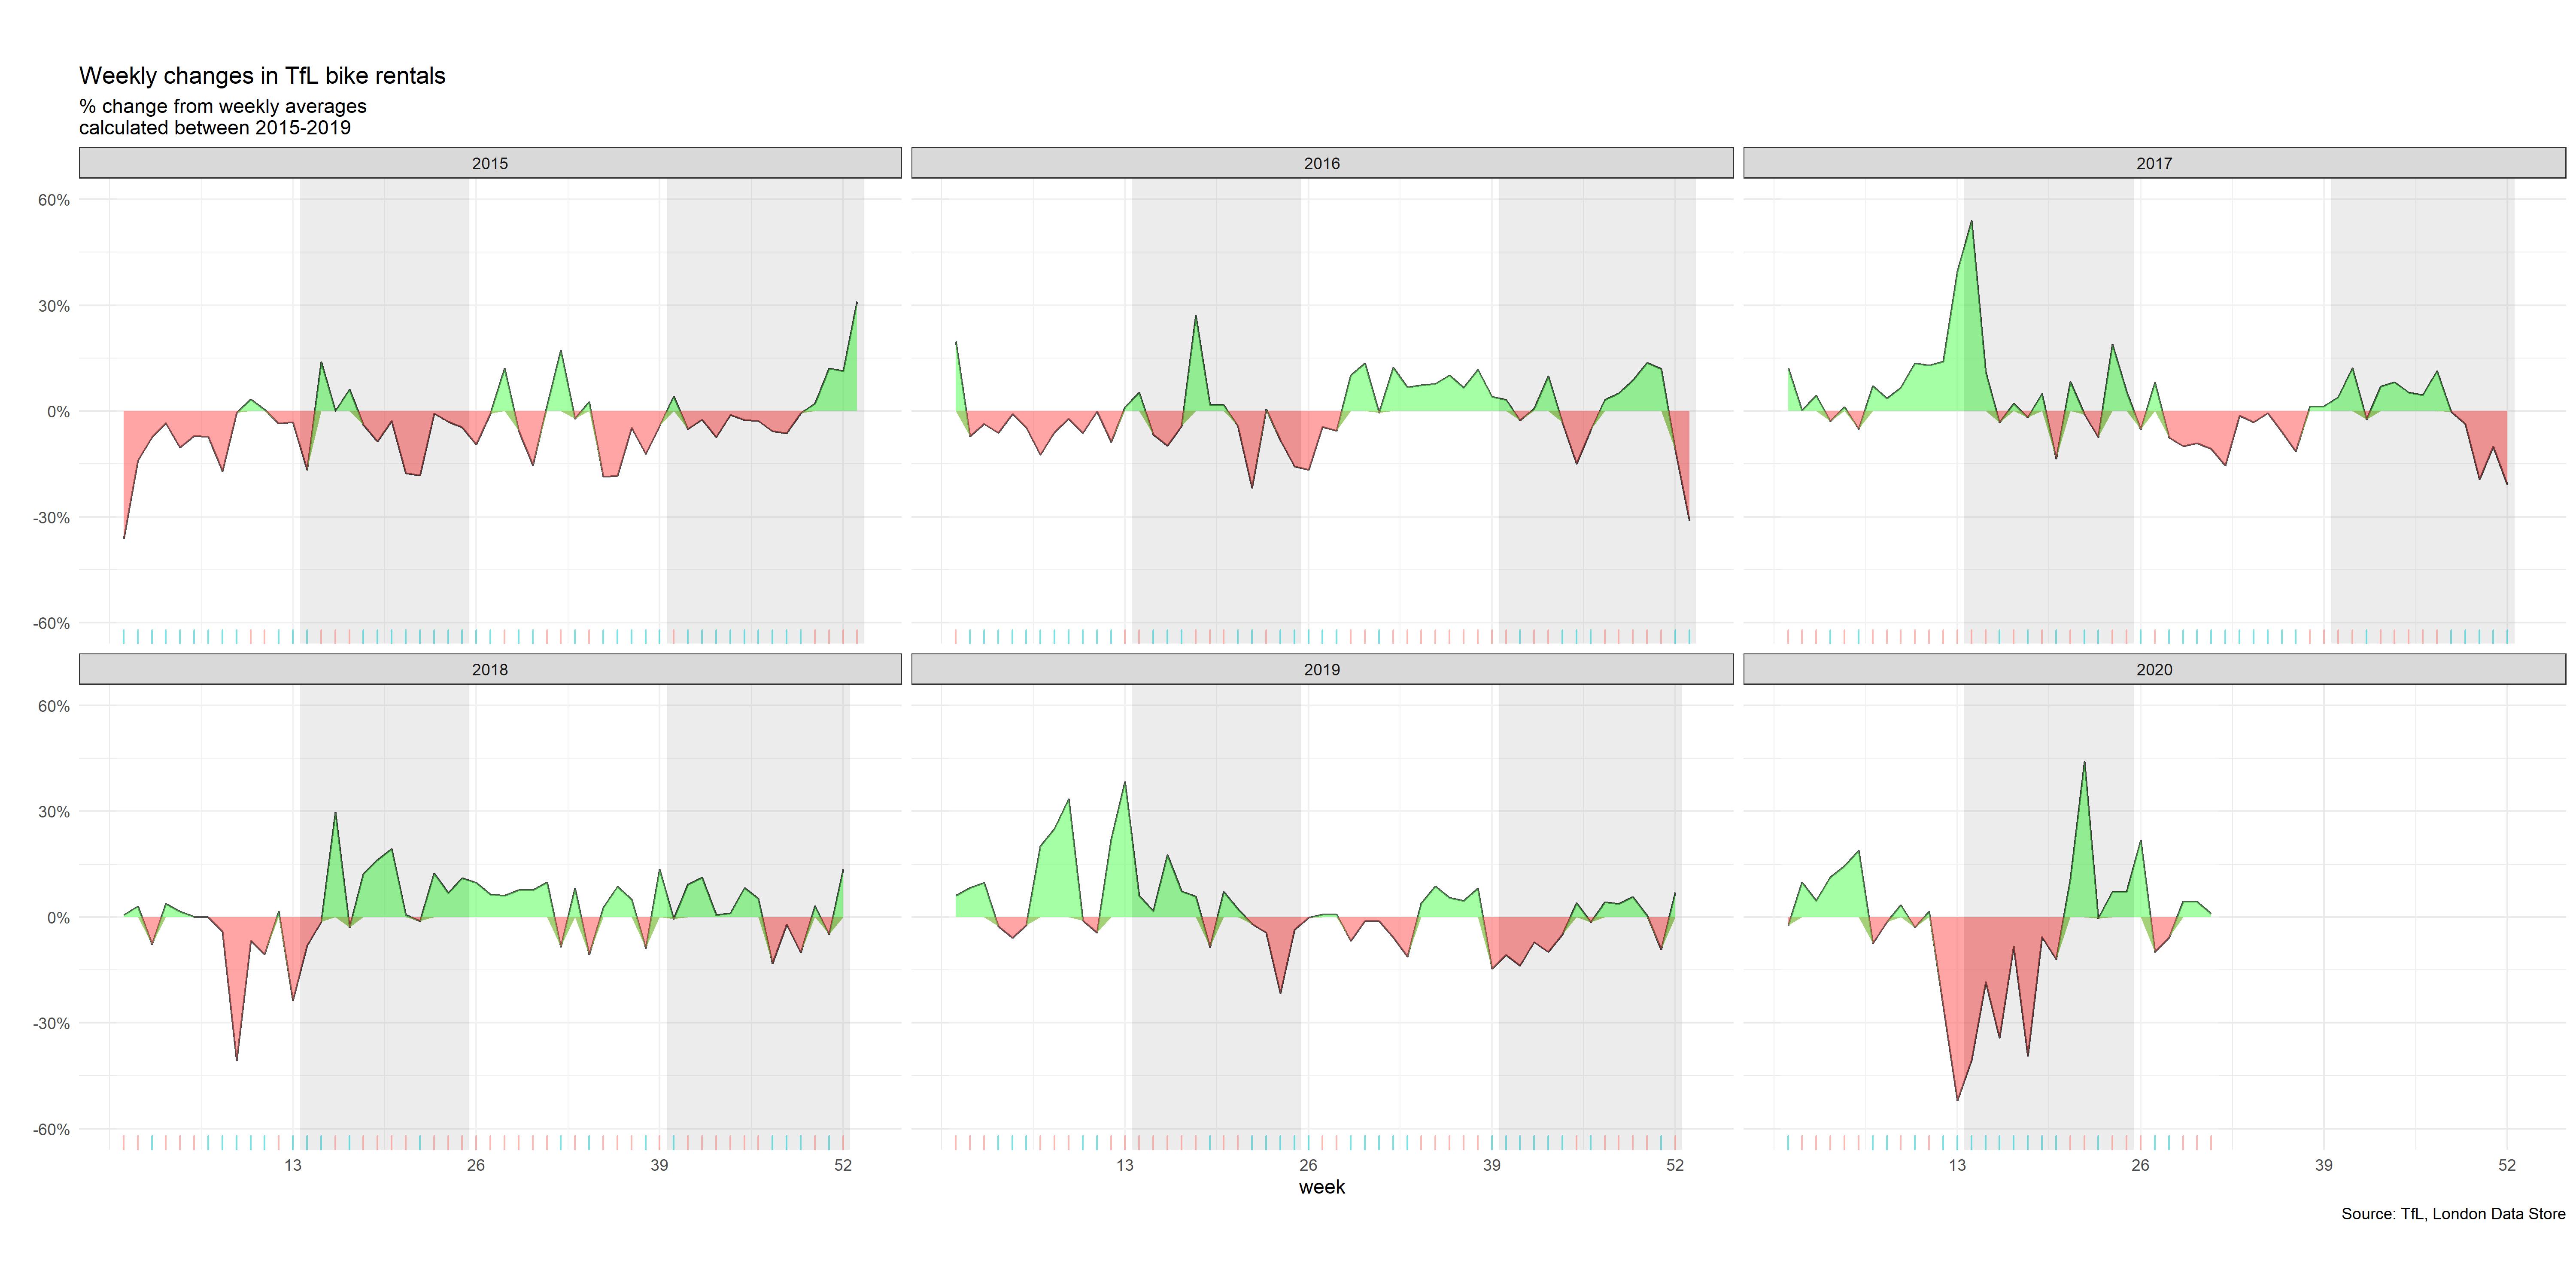 Weekly changes in TfL bike rentals
% change from weekly averages
calculated between 2015-2019
2015
2016
2017
60%
30%
0%
-30%
-60%
2018
2019
2020
60%
30%
0%
-30%
-60%
13 26 39 52
13 26 39 52
13 26 39 52
week
Source: TfL, London Data Store